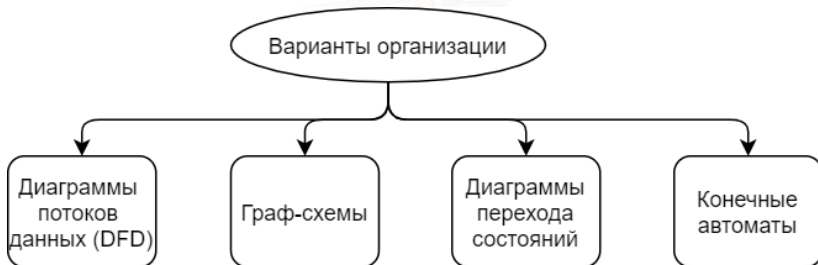 Варианты организации
Диаграммы
потоков
данных (DFD)
Граф-схемы
Диаграммы
перехода
состояний
Конечные
автоматы